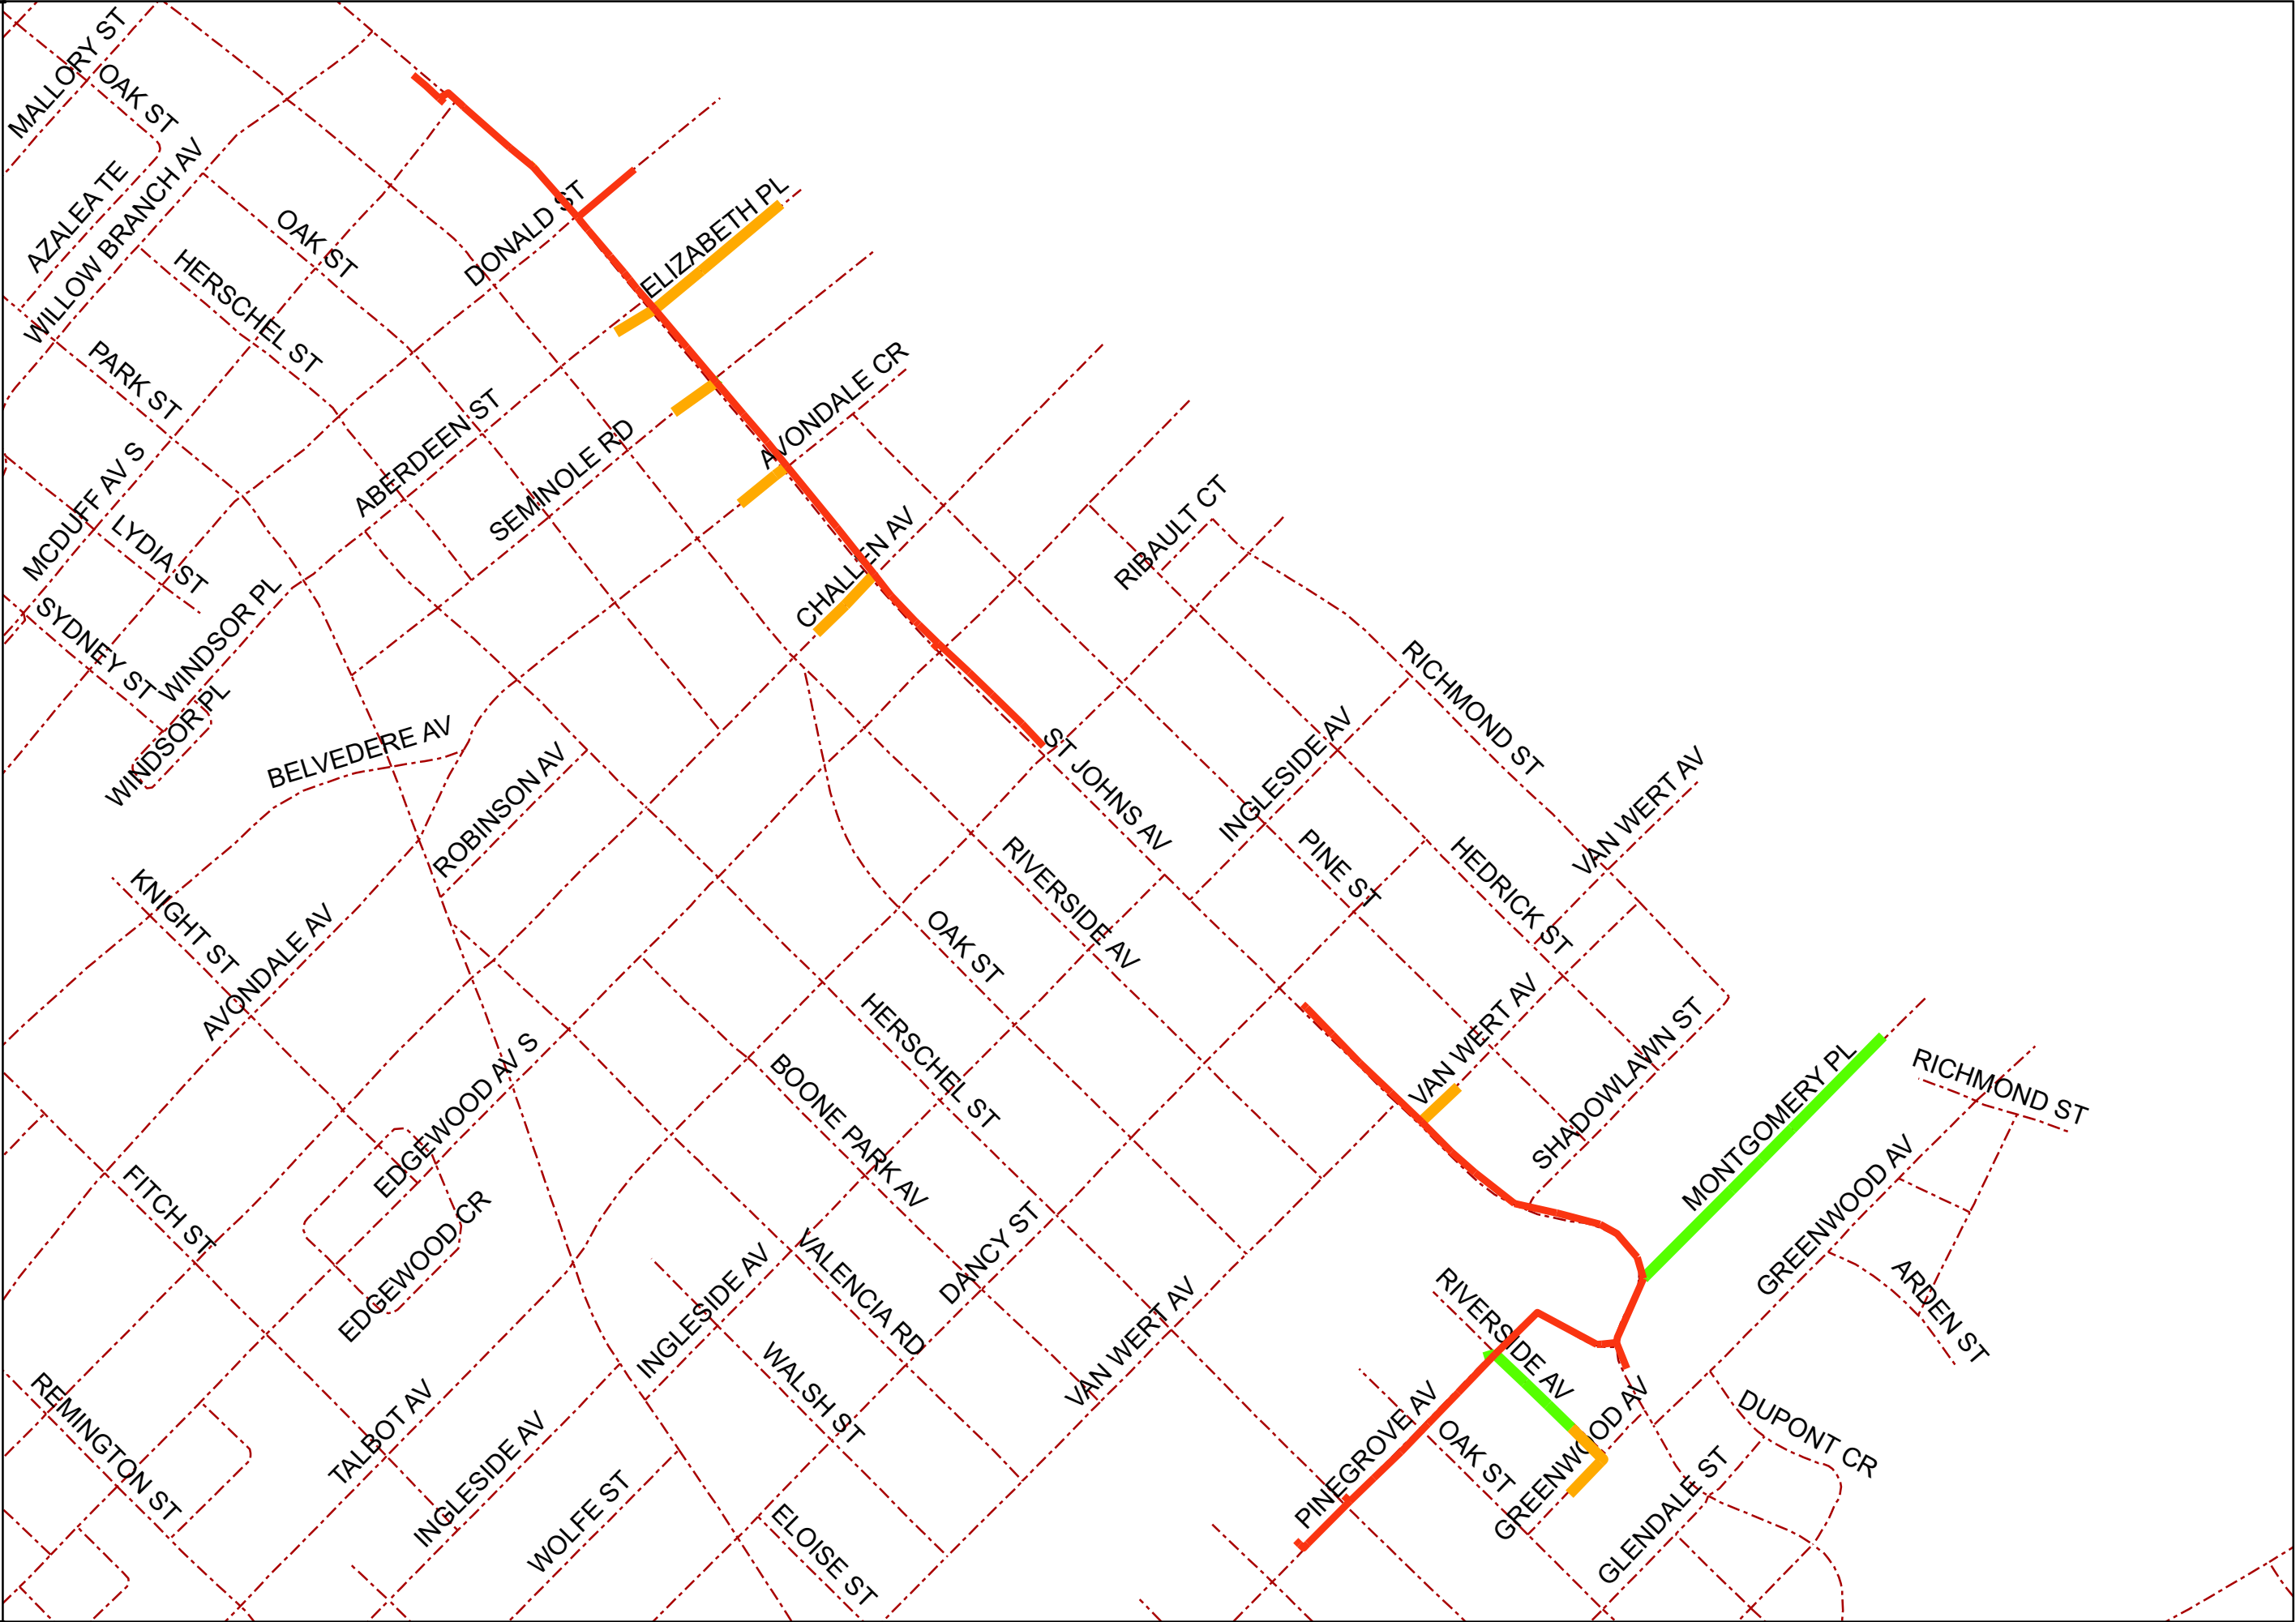 MALLORY ST
OAK ST
AZALEA TE
WILLOW BRANCH AV
OAK ST
HERSCHEL ST
DONALD ST
ELIZABETH PL
PARK ST
AVONDALE CR
ABERDEEN ST
SEMINOLE RD
MCDUFF AV S
LYDIA ST
CHALLEN AV
RIBAULT CT
SYDNEY ST
WINDSOR PL
WINDSOR PL
BELVEDERE AV
RICHMOND ST
ROBINSON AV
ST JOHNS AV
INGLESIDE AV
VAN WERT AV
KNIGHT ST
AVONDALE AV
RIVERSIDE AV
PINE ST
HEDRICK ST
OAK ST
EDGEWOOD AV S
HERSCHEL ST
VAN WERT AV
SHADOWLAWN ST
MONTGOMERY PL
RICHMOND ST
BOONE PARK AV
FITCH ST
EDGEWOOD CR
GREENWOOD AV
INGLESIDE AV
VALENCIA RD
DANCY ST
VAN WERT AV
RIVERSIDE AV
ARDEN ST
REMINGTON ST
TALBOT AV
WALSH ST
INGLESIDE AV
PINEGROVE AV
OAK ST
GREENWOOD AV
DUPONT CR
WOLFE ST
ELOISE ST
GLENDALE ST